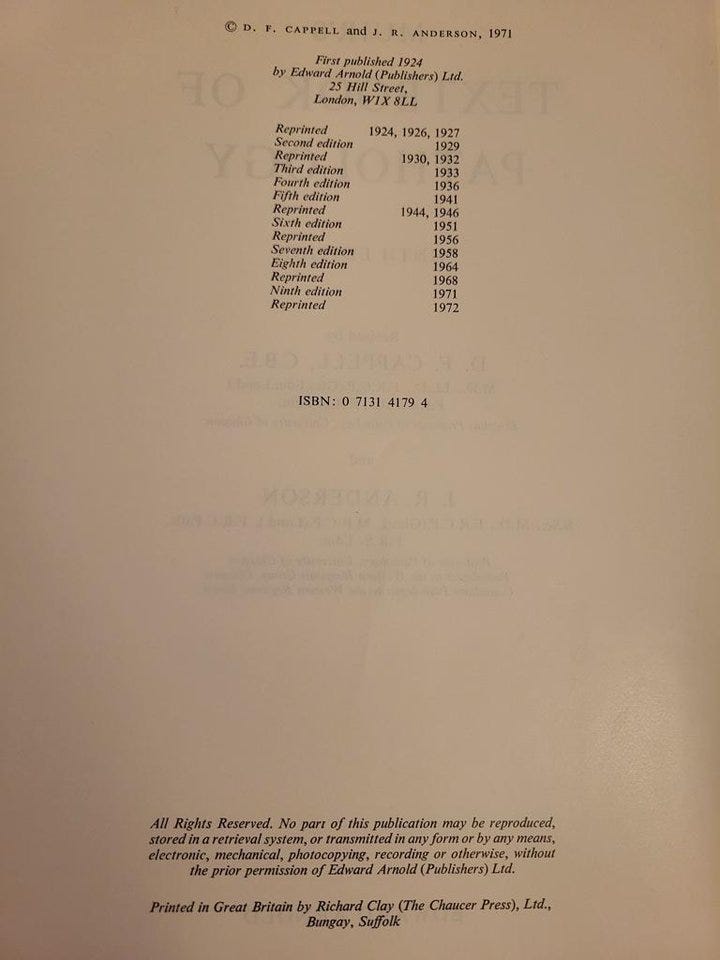 © D. F. CAPPELL and J. R. ANDERSON, 1971
First published 1924
by Edward Arnold (Publishers) Ltd.
25 Hill Street,
London, W1X 8LL
Reprinted 1924, 1926, 1927
Second edition 1929
Reprinted 1930, 1932
Third edition 1933
Fourth edition 1936
Fifth edition 1941
Reprinted 1944, 1946
Sixth edition 1951
Reprinted 1956
Seventh edition 1958
Eighth edition 1964
Reprinted 1968
Ninth edition 1971
Reprinted 1972
ISBN: 0 7131 4179 4
All Rights Reserved. No part of this publication may be reproduced,
stored in a retrieval system, or transmitted in any form or by any means,
electronic, mechanical, photocopying, recording or otherwise, without
the prior permission of Edward Arnold (Publishers) Ltd.
Printed in Great Britain by Richard Clay (The Chaucer Press), Ltd.,
Bungay, Suffolk